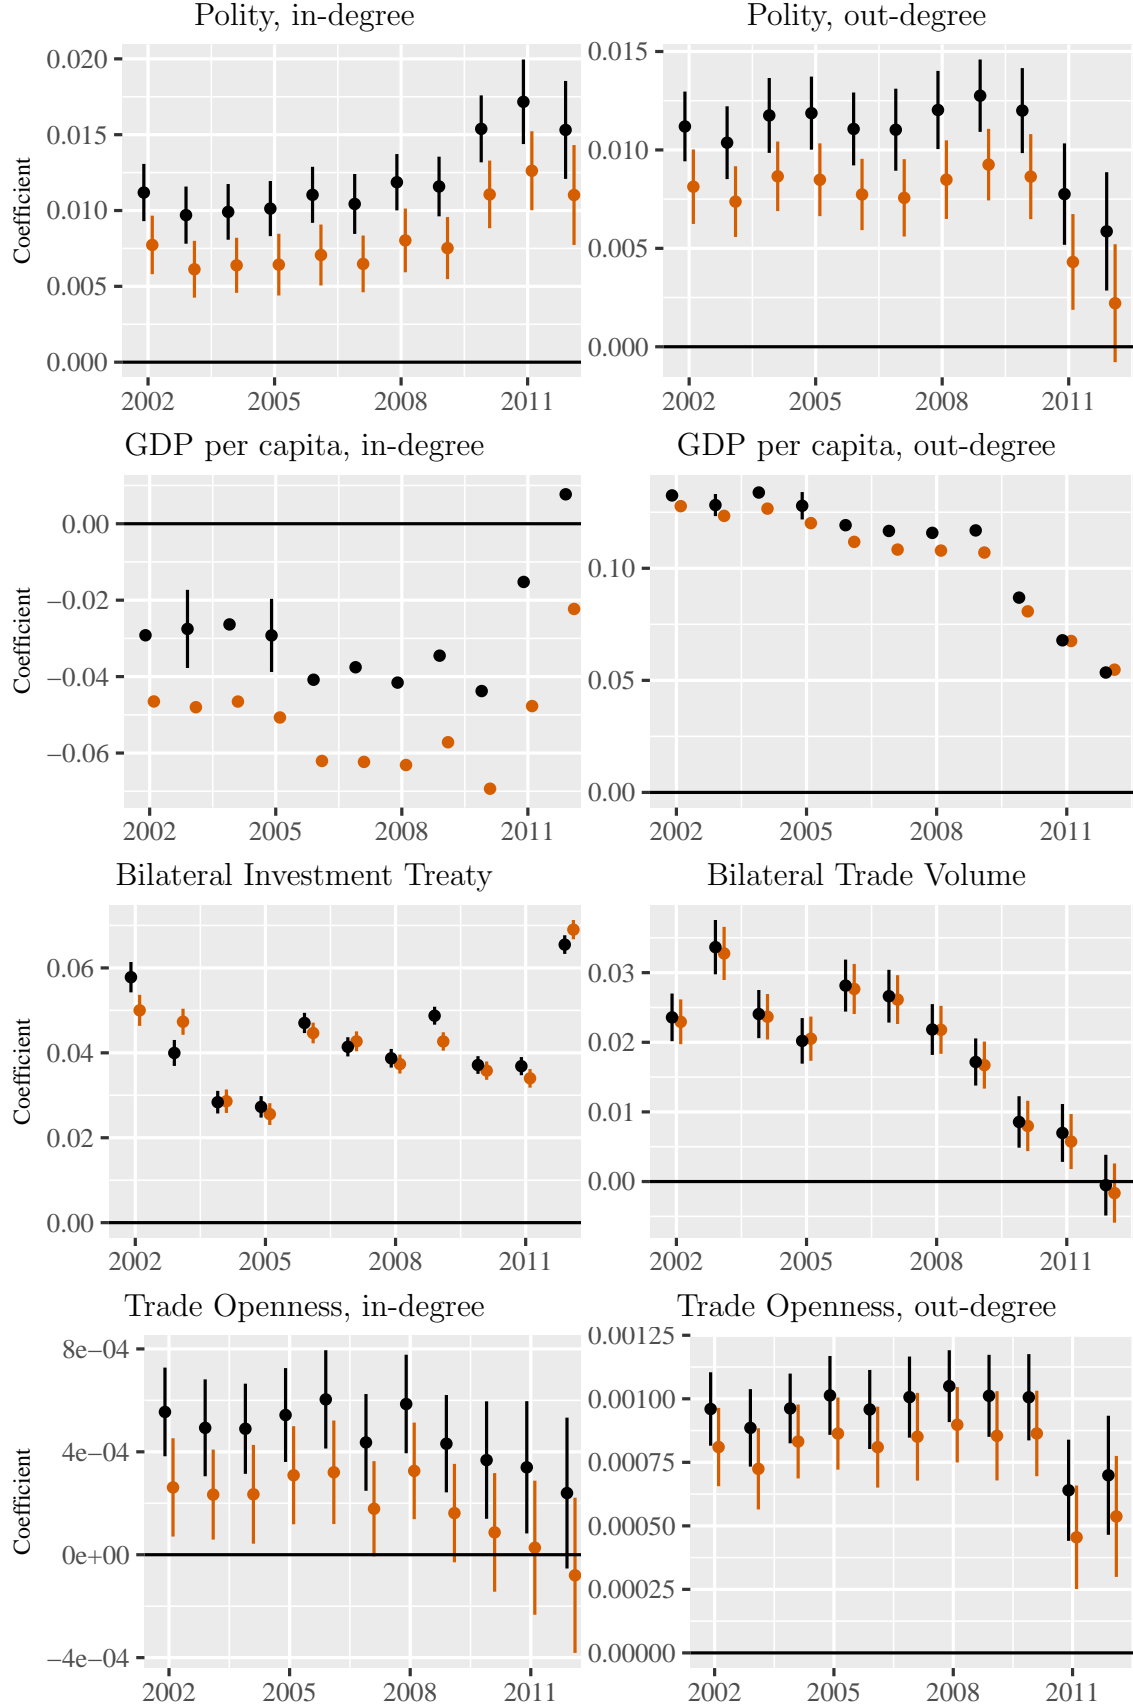 Polity, in-degree
Coefficient
0.020
0.015
0.010
0.005
0.000
2002 2005 2008 2011
Polity, out-degree
0.015
0.010
0.005
0.000
2002 2005 2008 2011
GDP per capita, in-degree
Coefficient
0.00
−0.02
−0.04
−0.06
2002 2005 2008 2011
GDP per capita, out-degree
0.10
0.05
0.00
2002 2005 2008 2011
Bilateral Investment Treaty
Coefficient
0.06
0.04
0.02
0.00
2002 2005 2008 2011
Bilateral Trade Volume
0.03
0.02
0.01
0.00
2002 2005 2008 2011
Trade Openness, in-degree
Coefficient
8e−04
4e−04
0e+00
−4e−04
2002 2005 2008 2011
Trade Openness, out-degree
0.00125
0.00100
0.00075
0.00050
0.00025
0.00000
2002 2005 2008 2011